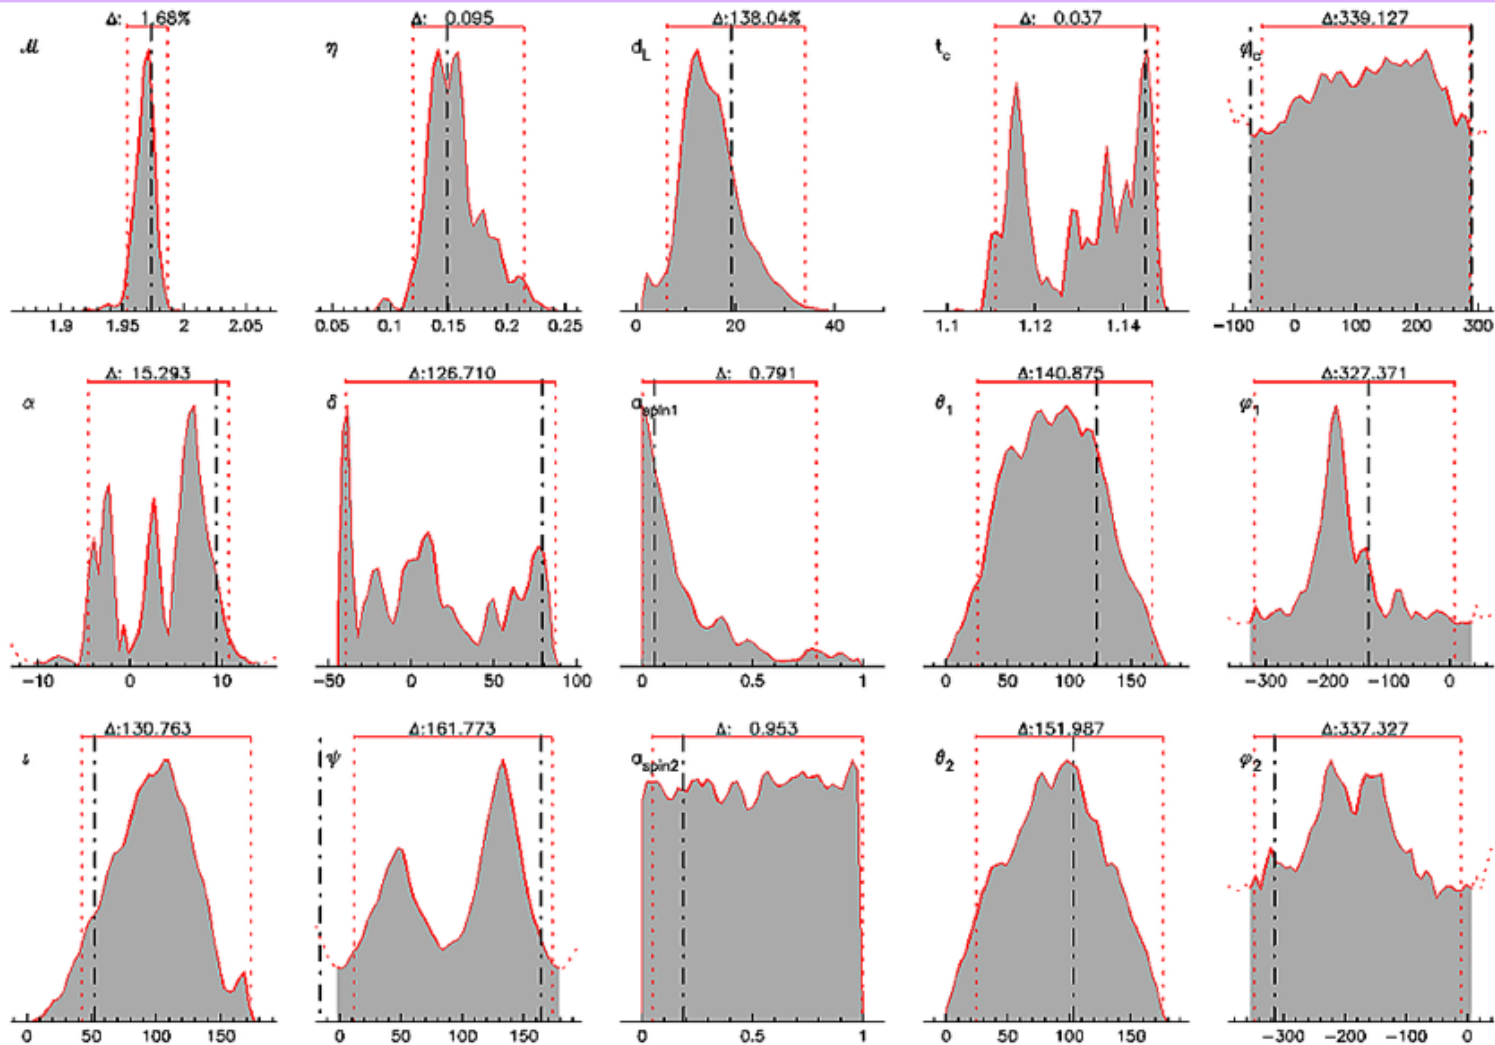 Δ: 1.68% Δ: 0.095 Δ:138.04% Δ: 0.037 Δ:339.127
ℳ η d_L t_c φ_c
1.9 1.95 2 2.05 0.05 0.1 0.15 0.2 0.25 0 20 40 1.1 1.12 1.14 -100 0 100 200 300
Δ: 15.293 Δ:126.710 Δ: 0.791 Δ:140.875 Δ:327.371
α δ a_spin1 θ_1 φ_1
-10 0 10 -50 0 50 100 0 0.5 1 0 50 100 150 -300 -200 -100 0
Δ:130.763 Δ:161.773 Δ: 0.953 Δ:151.987 Δ:337.327
ι ψ a_spin2 θ_2 φ_2
0 50 100 150 0 50 100 150 0 0.5 1 0 50 100 150 -300 -200 -100 0